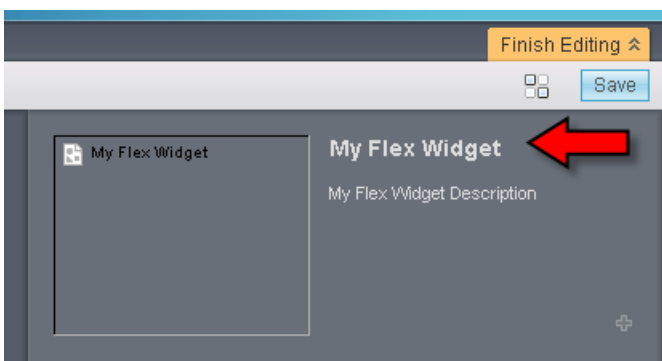 Finish Editing
Save
My Flex Widget
My Flex Widget
My Flex Widget Description